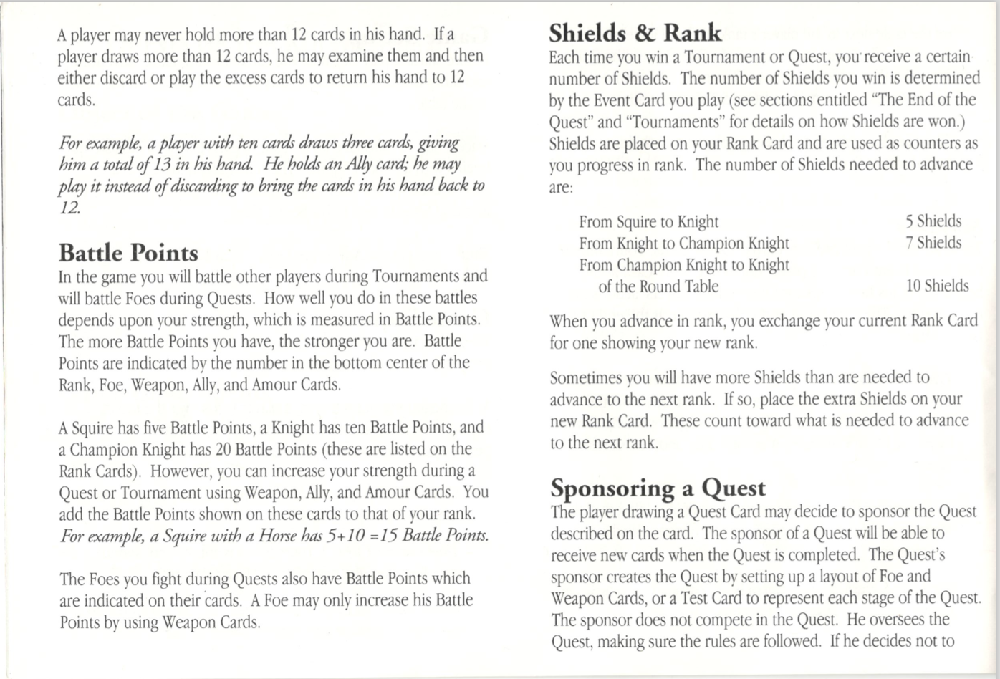 A player may never hold more than 12 cards in his hand.  If a
player draws more than 12 cards, he may examine them and then
either discard or play the excess cards to return his hand to 12
cards.
For example, a player with ten cards draws three cards, giving
him a total of 13 in his hand.  He holds an Ally card; he may
play it instead of discarding to bring the cards in his hand back to
12.
Battle Points
In the game you will battle other players during Tournaments and
will battle Foes during Quests.  How well you do in these battles
depends upon your strength, which is measured in Battle Points.
The more Battle Points you have, the stronger you are.  Battle
Points are indicated by the number in the bottom center of the
Rank, Foe, Weapon, Ally, and Amour Cards.
A Squire has five Battle Points, a Knight has ten Battle Points, and
a Champion Knight has 20 Battle Points (these are listed on the
Rank Cards).  However, you can increase your strength during a
Quest or Tournament using Weapon, Ally, and Amour Cards.  You
add the Battle Points shown on these cards to that of your rank.
For example, a Squire with a Horse has 5+10 =15 Battle Points.
The Foes you fight during Quests also have Battle Points which
are indicated on their cards.  A Foe may only increase his Battle
Points by using Weapon Cards.
Shields & Rank
Each time you win a Tournament or Quest, you receive a certain
number of Shields.  The number of Shields you win is determined
by the Event Card you play (see sections entitled “The End of the
Quest” and “Tournaments” for details on how Shields are won.)
Shields are placed on your Rank Card and are used as counters as
you progress in rank.  The number of Shields needed to advance
are:
From Squire to Knight 5 Shields
From Knight to Champion Knight 7 Shields
From Champion Knight to Knight
of the Round Table 10 Shields
When you advance in rank, you exchange your current Rank Card
for one showing your new rank.
Sometimes you will have more Shields than are needed to
advance to the next rank.  If so, place the extra Shields on your
new Rank Card.  These count toward what is needed to advance
to the next rank.
Sponsoring a Quest
The player drawing a Quest Card may decide to sponsor the Quest
described on the card.  The sponsor of a Quest will be able to
receive new cards when the Quest is completed.  The Quest’s
sponsor creates the Quest by setting up a layout of Foe and
Weapon Cards, or a Test Card to represent each stage of the Quest.
The sponsor does not compete in the Quest.  He oversees the
Quest, making sure the rules are followed.  If he decides not to